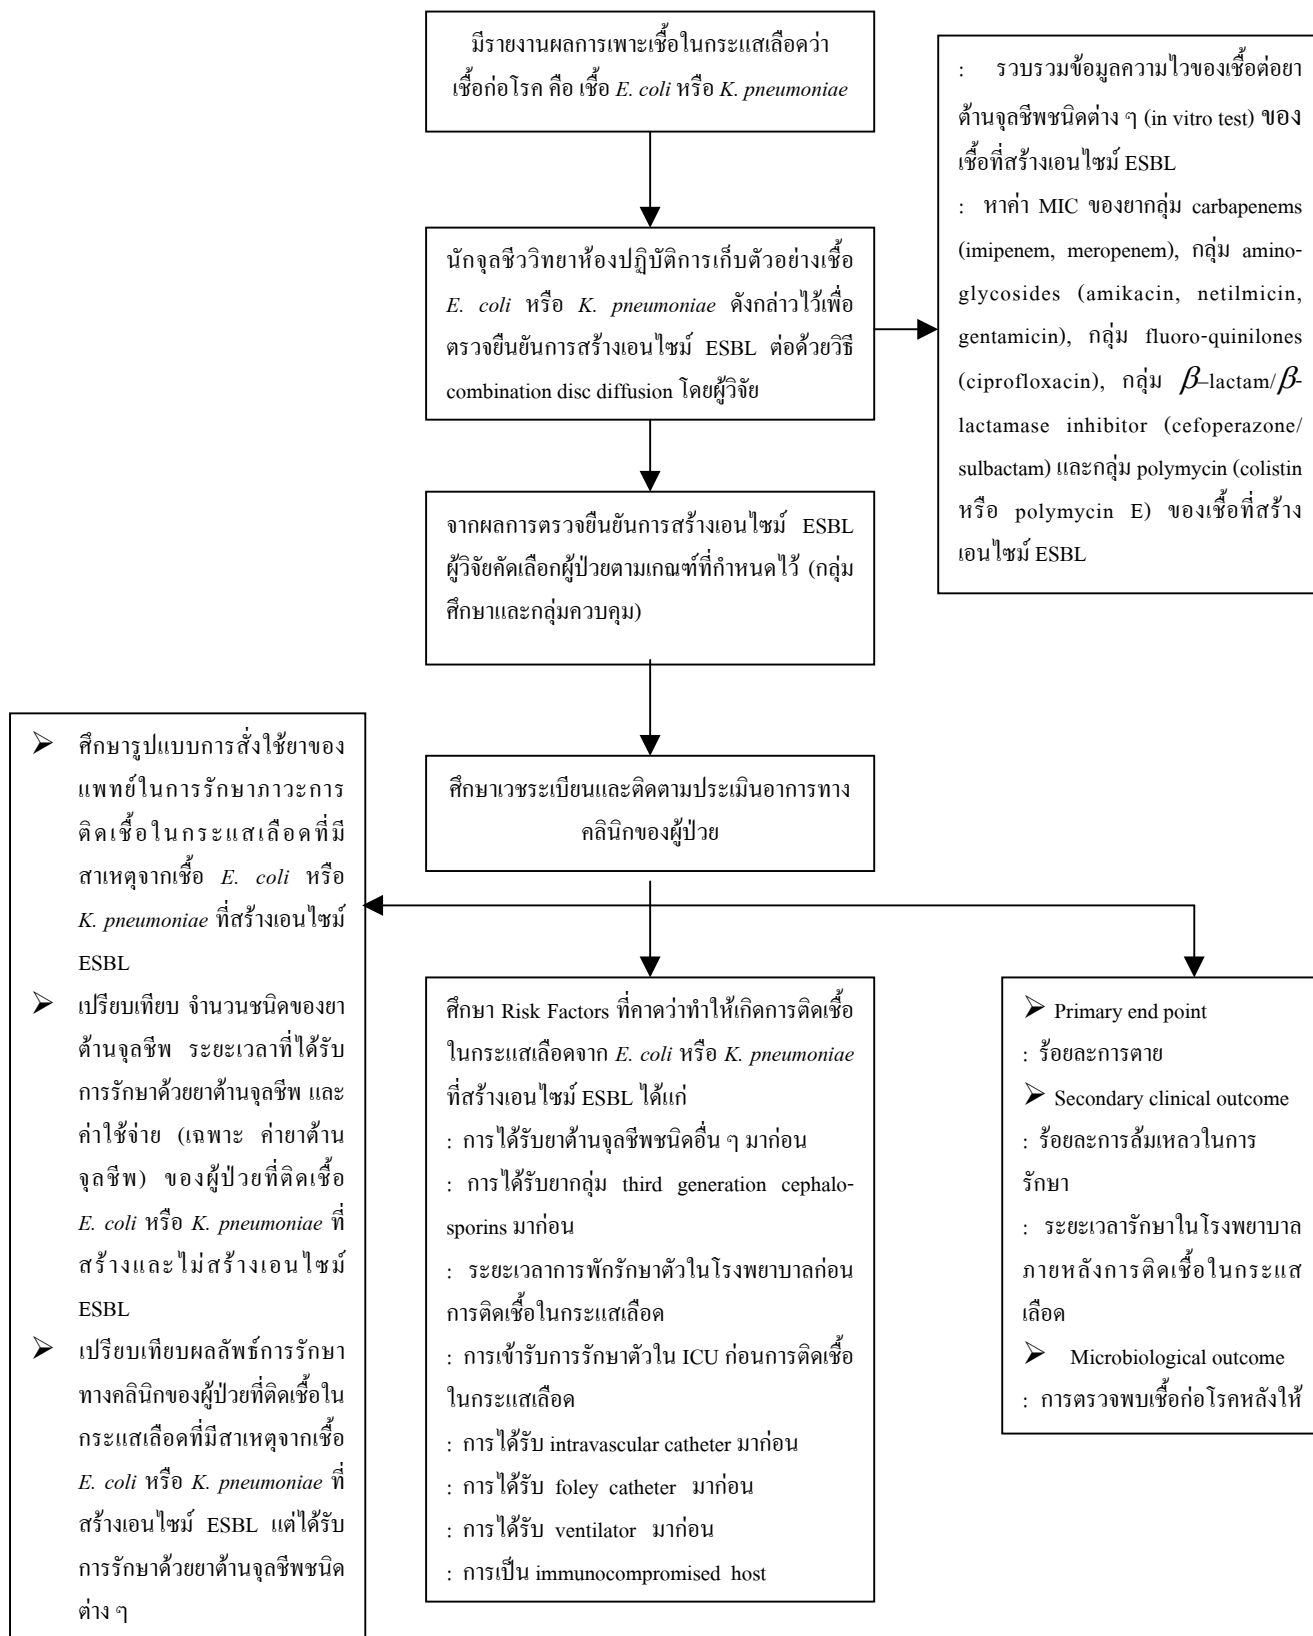 มีรายงานผลการเพาะเชื้อในกระแสเลือดว่า
เชื้อก่อโรค คือ เชื้อ E. coli หรือ K. pneumoniae
: รวบรวมข้อมูลความไวของเชื้อต่อยา
ต้านจุลชีพชนิดต่าง ๆ (in vitro test) ของ
เชื้อที่สร้างเอนไซม์ ESBL
: หาค่า MIC ของยากลุ่ม carbapenems
(imipenem, meropenem), กลุ่ม amino-
glycosides (amikacin, netilmicin,
gentamicin), กลุ่ม fluoro-quinilones
(ciprofloxacin), กลุ่ม β–lactam/β-
lactamase inhibitor (cefoperazone/
sulbactam) และกลุ่ม polymycin (colistin
หรือ polymycin E) ของเชื้อที่สร้าง
เอนไซม์ ESBL
นักจุลชีววิทยาห้องปฏิบัติการเก็บตัวอย่างเชื้อ
E. coli หรือ K. pneumoniae ดังกล่าวไว้เพื่อ
ตรวจยืนยันการสร้างเอนไซม์ ESBL ต่อด้วยวิธี
combination disc diffusion โดยผู้วิจัย
จากผลการตรวจยืนยันการสร้างเอนไซม์ ESBL
ผู้วิจัยคัดเลือกผู้ป่วยตามเกณฑ์ที่กำหนดไว้ (กลุ่ม
ศึกษาและกลุ่มควบคุม)
ศึกษาเวชระเบียนและติดตามประเมินอาการทาง
คลินิกของผู้ป่วย
➢ ศึกษารูปแบบการสั่งใช้ยาของ
แพทย์ในการรักษาภาวะการ
ติดเชื้อในกระแสเลือดที่มี
สาเหตุจากเชื้อ E. coli หรือ
K. pneumoniae ที่สร้างเอนไซม์
ESBL
➢ เปรียบเทียบ จำนวนชนิดของยา
ต้านจุลชีพ ระยะเวลาที่ได้รับ
การรักษาด้วยยาต้านจุลชีพ และ
ค่าใช้จ่าย (เฉพาะ ค่ายาต้าน
จุลชีพ) ของผู้ป่วยที่ติดเชื้อ
E. coli หรือ K. pneumoniae ที่
สร้างและไม่สร้างเอนไซม์
ESBL
➢ เปรียบเทียบผลลัพธ์การรักษา
ทางคลินิกของผู้ป่วยที่ติดเชื้อใน
กระแสเลือดที่มีสาเหตุจากเชื้อ
E. coli หรือ K. pneumoniae ที่
สร้างเอนไซม์ ESBL แต่ได้รับ
การรักษาด้วยยาต้านจุลชีพชนิด
ต่าง ๆ
ศึกษา Risk Factors ที่คาดว่าทำให้เกิดการติดเชื้อ
ในกระแสเลือดจาก E. coli หรือ K. pneumoniae
ที่สร้างเอนไซม์ ESBL ได้แก่
: การได้รับยาต้านจุลชีพชนิดอื่น ๆ มาก่อน
: การได้รับยากลุ่ม third generation cephalo-
sporins มาก่อน
: ระยะเวลาการพักรักษาตัวในโรงพยาบาลก่อน
การติดเชื้อในกระแสเลือด
: การเข้ารับการรักษาตัวใน ICU ก่อนการติดเชื้อ
ในกระแสเลือด
: การได้รับ intravascular catheter มาก่อน
: การได้รับ foley catheter มาก่อน
: การได้รับ ventilator มาก่อน
: การเป็น immunocompromised host
➢ Primary end point
: ร้อยละการตาย
➢ Secondary clinical outcome
: ร้อยละการล้มเหลวในการ
รักษา
: ระยะเวลารักษาในโรงพยาบาล
ภายหลังการติดเชื้อในกระแส
เลือด
➢ Microbiological outcome
: การตรวจพบเชื้อก่อโรคหลังให้